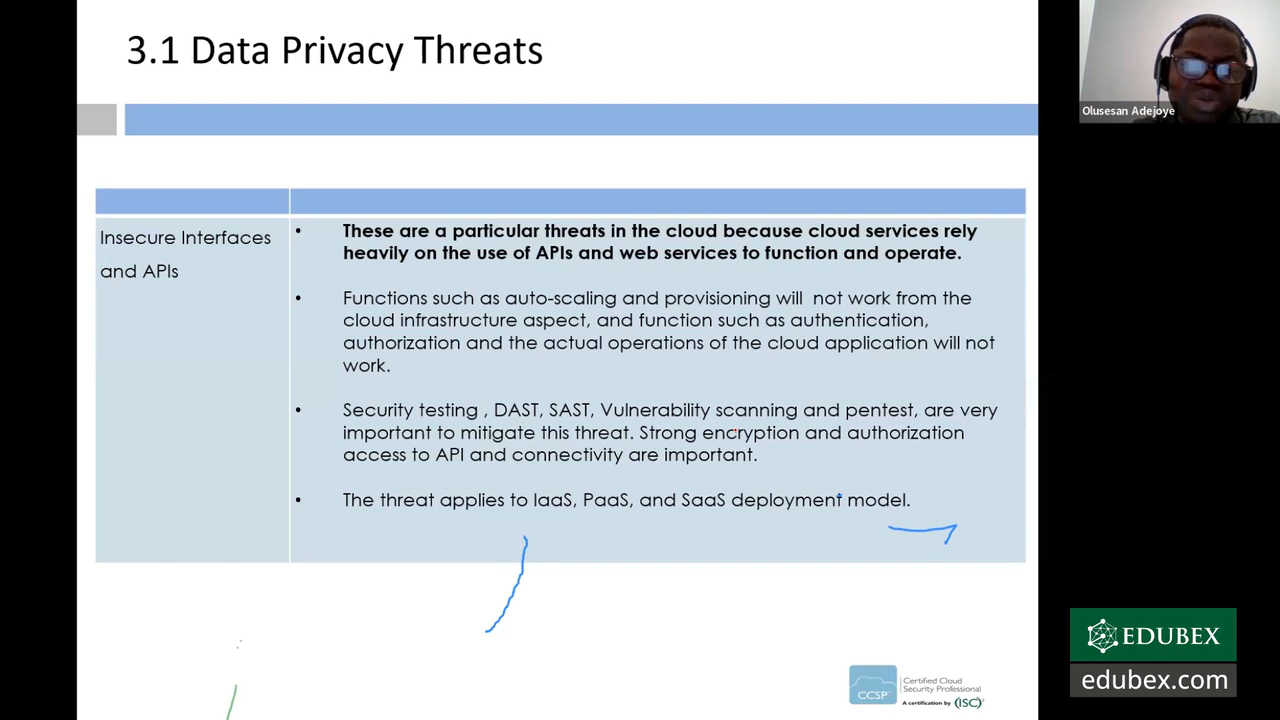 3.1 Data Privacy Threats
Olusesan Adejoye
Insecure Interfaces
and APIs
• These are a particular threats in the cloud because cloud services rely
heavily on the use of APIs and web services to function and operate.
• Functions such as auto-scaling and provisioning will not work from the
cloud infrastructure aspect, and function such as authentication,
authorization and the actual operations of the cloud application will not
work.
• Security testing , DAST, SAST, Vulnerability scanning and pentest, are very
important to mitigate this threat. Strong encryption and authorization
access to API and connectivity are important.
• The threat applies to IaaS, PaaS, and SaaS deployment model.
EDUBEX
edubex.com
CCSP
Certified Cloud
Security Professional
A certification by (ISC)²